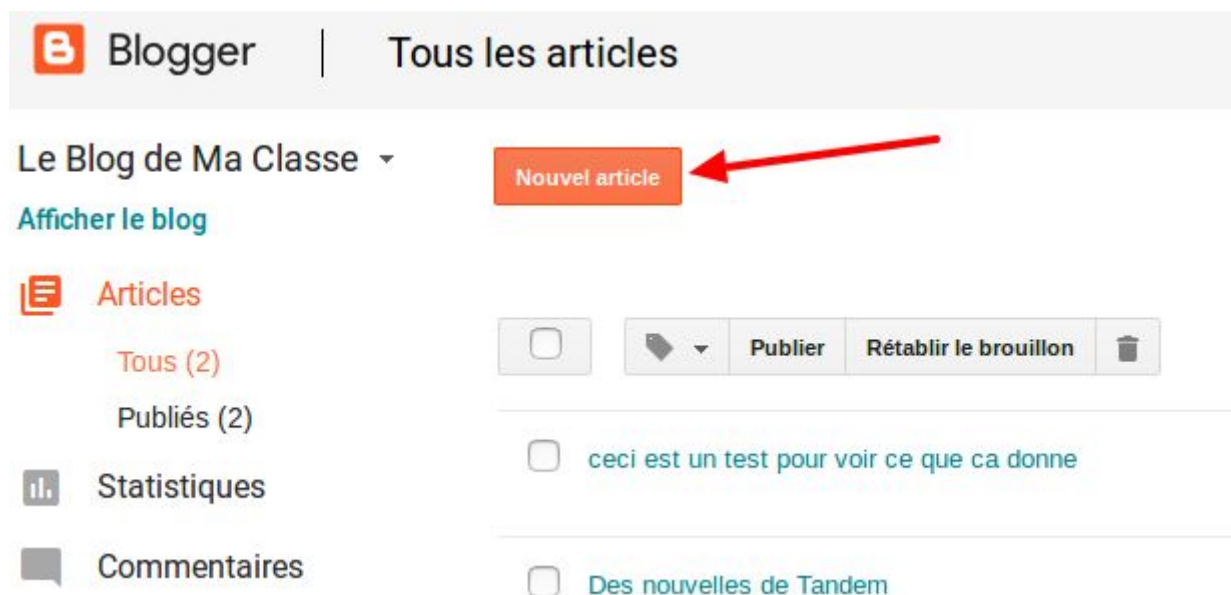 Blogger | Tous les articles
Le Blog de Ma Classe
Nouvel article
Afficher le blog
Articles
Tous (2)
Publier Rétablir le brouillon
Publiés (2)
ceci est un test pour voir ce que ca donne
Statistiques
Commentaires
Des nouvelles de Tandem